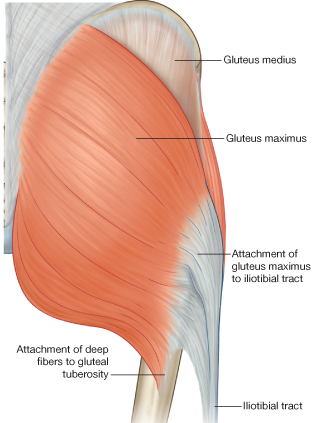 Gluteus medius
Gluteus maximus
Attachment of
gluteus maximus
to iliotibial tract
Attachment of deep
fibers to gluteal
tuberosity
Iliotibial tract